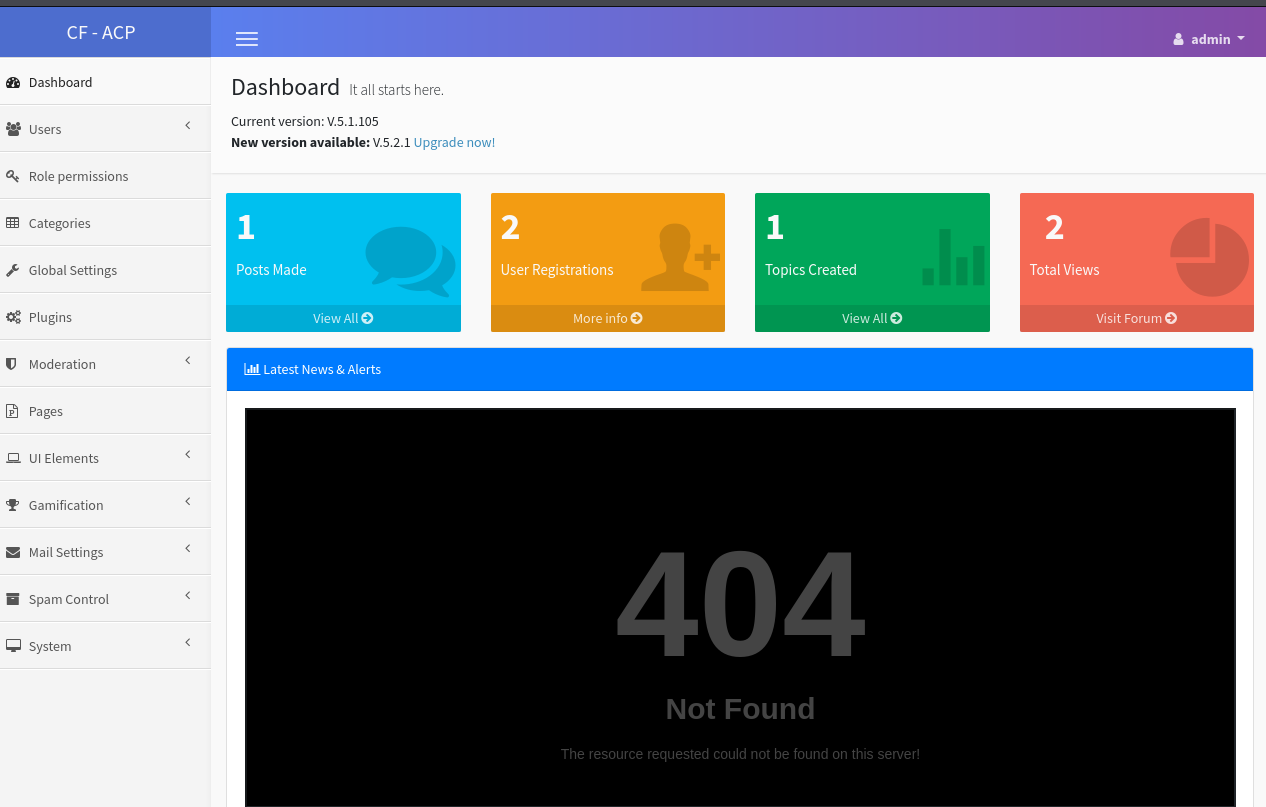 CF - ACP
admin
Dashboard
Users
Role permissions
Categories
Global Settings
Plugins
Moderation
Pages
UI Elements
Gamification
Mail Settings
Spam Control
System
Dashboard It all starts here.
Current version: V.5.1.105
New version available: V.5.2.1 Upgrade now!
1
Posts Made
View All
2
User Registrations
More info
1
Topics Created
View All
2
Total Views
Visit Forum
Latest News & Alerts
404
Not Found
The resource requested could not be found on this server!